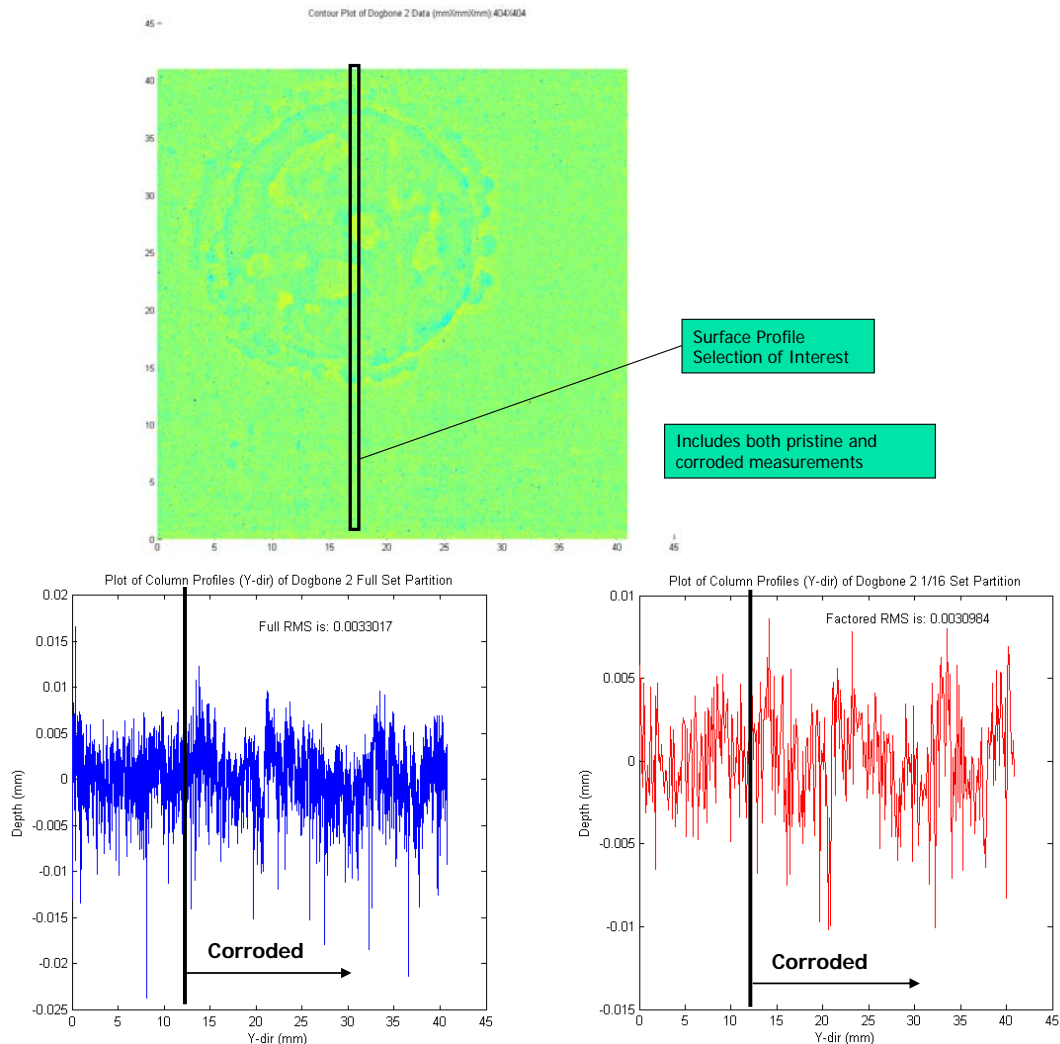 Contour Plot of Dogbone 2 Data (mmXmmXmm):404X404
45
40
35
30
25
20
15
10
5
0
0 5 10 15 20 25 30 35 40 45
Surface Profile
Selection of Interest
Includes both pristine and
corroded measurements
Plot of Column Profiles (Y-dir) of Dogbone 2 Full Set Partition
Full RMS is: 0.0033017
0.02
0.015
0.01
0.005
0
-0.005
-0.01
-0.015
-0.02
-0.025
Depth (mm)
Corroded
0 5 10 15 20 25 30 35 40 45
Y-dir (mm)
Plot of Column Profiles (Y-dir) of Dogbone 2 1/16 Set Partition
Factored RMS is: 0.0030984
0.01
0.005
0
-0.005
-0.01
-0.015
Depth (mm)
Corroded
0 5 10 15 20 25 30 35 40 45
Y-dir (mm)